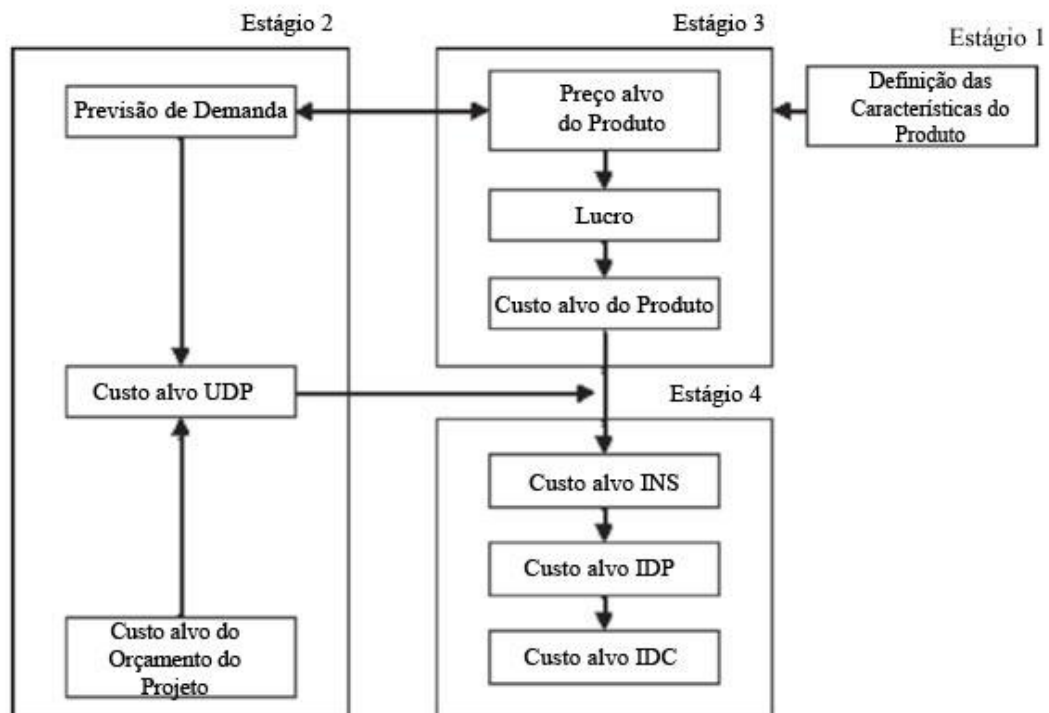 Estágio 2
Previsão de Demanda
Custo alvo UDP
Custo alvo do
Orçamento do
Projeto
Estágio 3
Preço alvo
do Produto
Lucro
Custo alvo do Produto
Estágio 1
Definição das
Características do
Produto
Estágio 4
Custo alvo INS
Custo alvo IDP
Custo alvo IDC